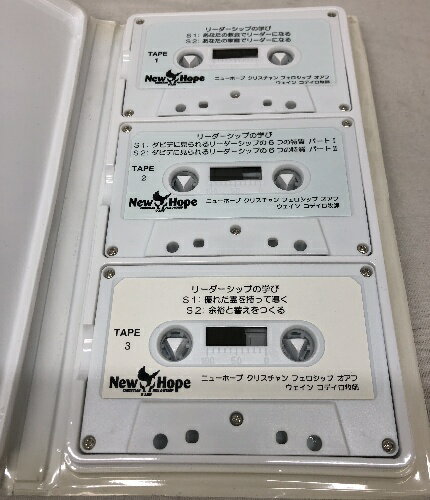 リーダーシップの学び
S1: あなたの教会でリーダーになる
S2: あなたの家庭でリーダーになる
TAPE
1
New Hope
ニューホープ クリスチャン フェロシップ オアフ
ウェイン コデイロ牧師
リーダーシップの学び
S1: ダビデに見られるリーダーシップの6つの特質 パートI
S2: ダビデに見られるリーダーシップの6つの特質 パートII
TAPE
2
New Hope
ニューホープ クリスチャン フェロシップ オアフ
ウェイン コデイロ牧師
リーダーシップの学び
S1: 優れた霊を持って導く
S2: 余裕と蓄えをつくる
TAPE
3
100 50 0
New Hope
CHRISTIAN FELLOWSHIP
OAHU
ニューホープ クリスチャン フェロシップ オアフ
ウェイン コデイロ牧師